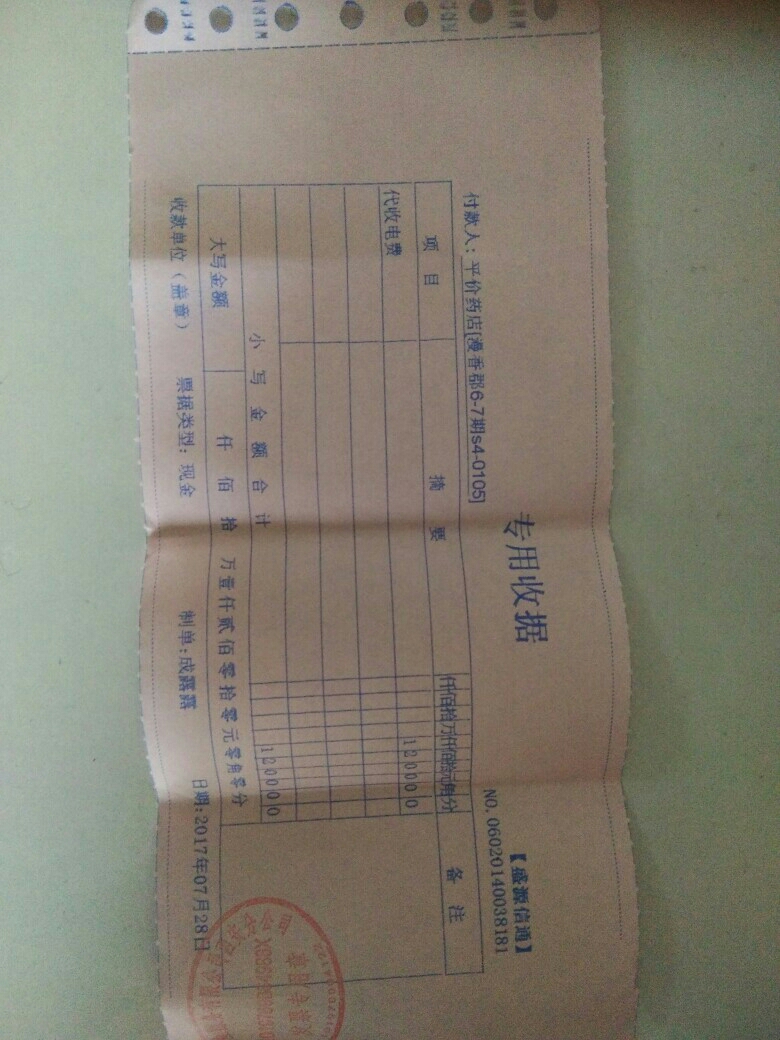 【盛源信通】
专用收据
NO. 06020140038181
付款人：平价药店[漫香郡6-7期s4-0105]
项目 摘要 仟佰拾万仟佰拾元角分 备注
代收电费 120000
小写金额合计 120000
大写金额 仟 佰 拾 万壹仟贰佰零拾零元零角零分
收款单位（盖章） 票据类型：现金 制单：成露露 日期：2017年07月28日